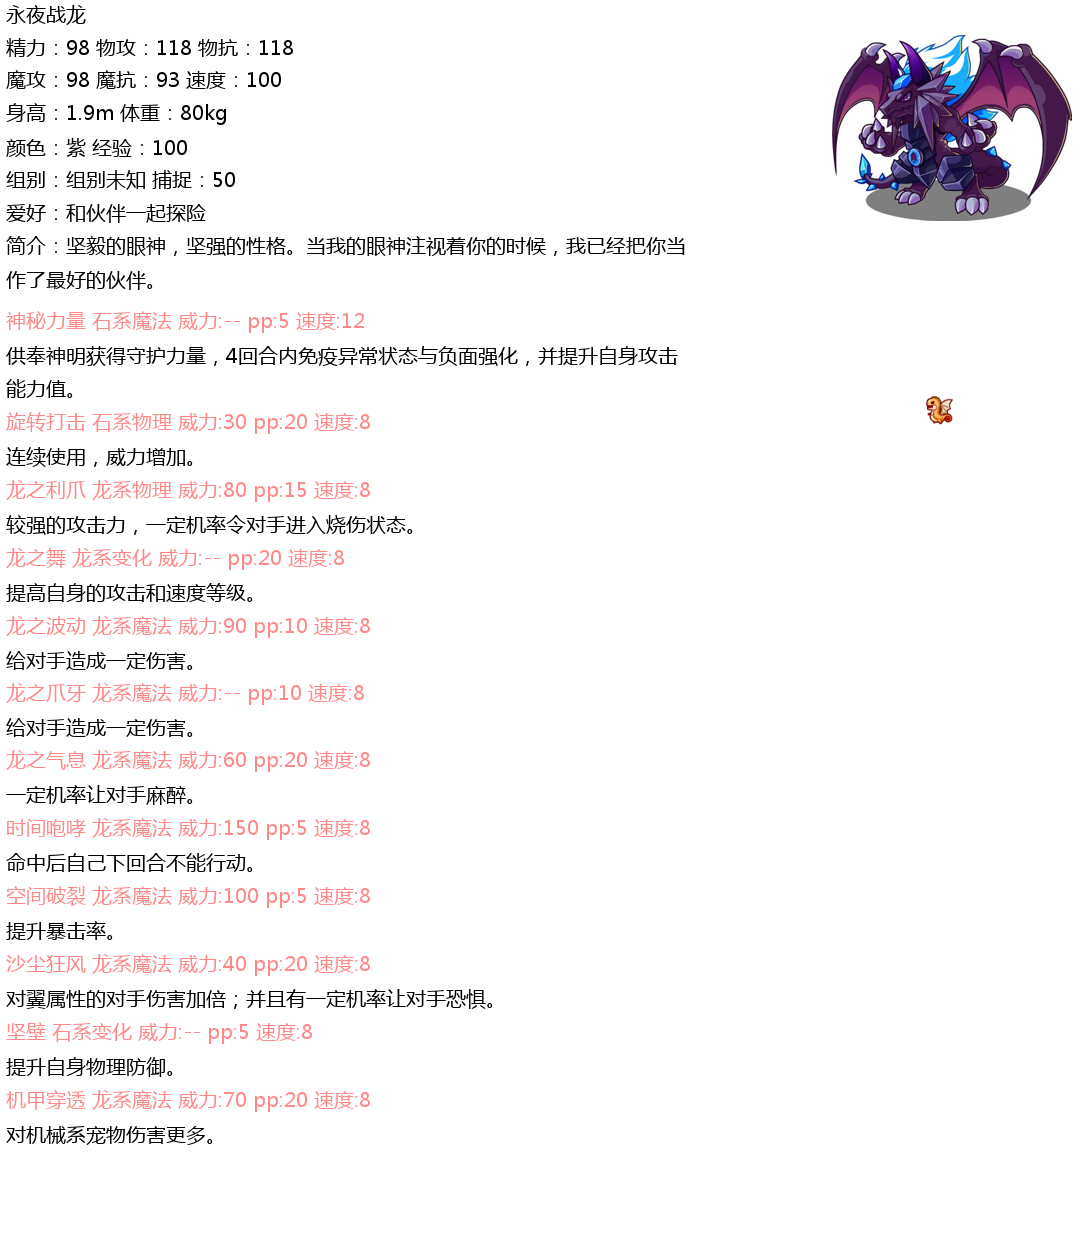 永夜战龙
精力：98 物攻：118 物抗：118
魔攻：98 魔抗：93 速度：100
身高：1.9m 体重：80kg
颜色：紫 经验：100
组别：组别未知 捕捉：50
爱好：和伙伴一起探险
简介：坚毅的眼神，坚强的性格。当我的眼神注视着你的时候，我已经把你当
作了最好的伙伴。
神秘力量 石系魔法 威力:-- pp:5 速度:12
供奉神明获得守护力量，4回合内免疫异常状态与负面强化，并提升自身攻击
能力值。
旋转打击 石系物理 威力:30 pp:20 速度:8
连续使用，威力增加。
龙之利爪 龙系物理 威力:80 pp:15 速度:8
较强的攻击力，一定机率令对手进入烧伤状态。
龙之舞 龙系变化 威力:-- pp:20 速度:8
提高自身的攻击和速度等级。
龙之波动 龙系魔法 威力:90 pp:10 速度:8
给对手造成一定伤害。
龙之爪牙 龙系魔法 威力:-- pp:10 速度:8
给对手造成一定伤害。
龙之气息 龙系魔法 威力:60 pp:20 速度:8
一定机率让对手麻醉。
时间咆哮 龙系魔法 威力:150 pp:5 速度:8
命中后自己下回合不能行动。
空间破裂 龙系魔法 威力:100 pp:5 速度:8
提升暴击率。
沙尘狂风 龙系魔法 威力:40 pp:20 速度:8
对翼属性的对手伤害加倍；并且有一定机率让对手恐惧。
坚壁 石系变化 威力:-- pp:5 速度:8
提升自身物理防御。
机甲穿透 龙系魔法 威力:70 pp:20 速度:8
对机械系宠物伤害更多。